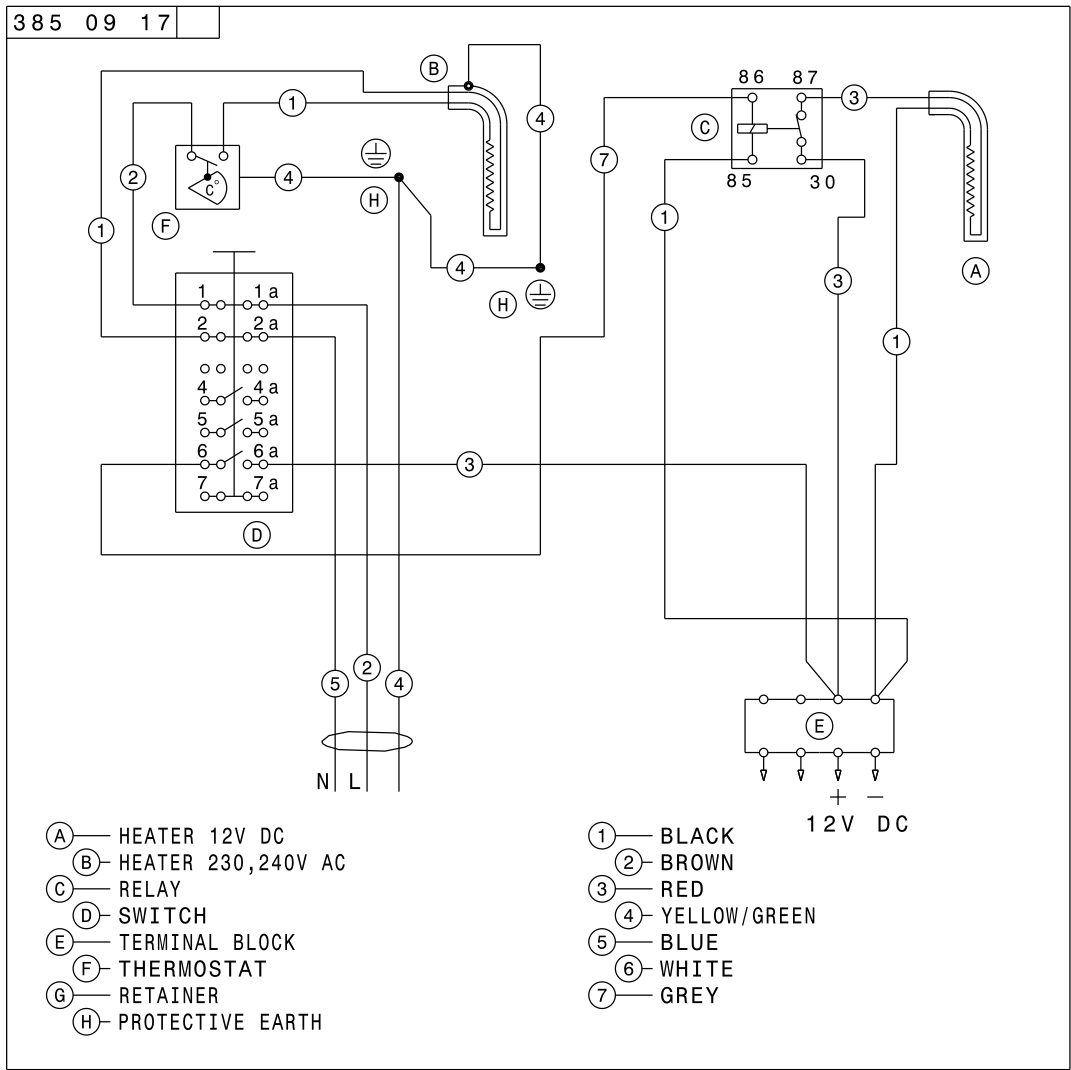 385 09 17
B
86 87
1
4
3
C
7
2
4
85 30
H
C°
F
1
1
4
A
H
3
1 1a
2 2a
1
4 4a
5 5a
6 6a
3
7 7a
D
2
5
4
E
N L
+ −
12V DC
A HEATER 12V DC
B HEATER 230,240V AC
C RELAY
D SWITCH
E TERMINAL BLOCK
F THERMOSTAT
G RETAINER
H PROTECTIVE EARTH
1 BLACK
2 BROWN
3 RED
4 YELLOW/GREEN
5 BLUE
6 WHITE
7 GREY